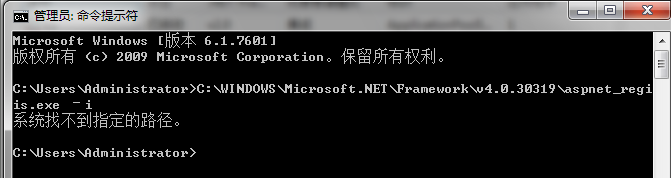 管理员: 命令提示符
Microsoft Windows [版本 6.1.7601]
版权所有 (c) 2009 Microsoft Corporation。保留所有权利。
C:\Users\Administrator>C:\WINDOWS\Microsoft.NET\Framework\v4.0.30319\aspnet_regi
is.exe －i
系统找不到指定的路径。
C:\Users\Administrator>